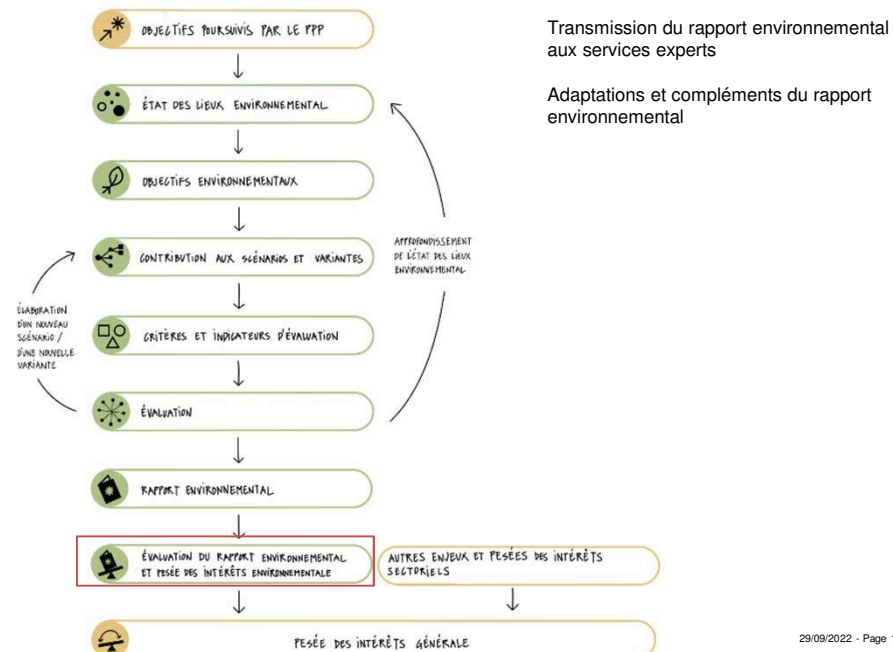 OBJECTIFS POURSUIVIS PAR LE PPP
ÉTAT DES LIEUX ENVIRONNEMENTAL
OBJECTIFS ENVIRONNEMENTAUX
CONTRIBUTION AUX SCÉNARIOS ET VARIANTES
CRITÈRES ET INDICATEURS D'ÉVALUATION
ÉVALUATION
RAPPORT ENVIRONNEMENTAL
ÉVALUATION DU RAPPORT ENVIRONNEMENTAL
ET PESÉE DES INTÉRÊTS ENVIRONNEMENTALE
AUTRES ENJEUX ET PESÉES DES INTÉRÊTS
SECTORIELS
PESÉE DES INTÉRÊTS GÉNÉRALE
ÉLABORATION
D'UN NOUVEAU
SCÉNARIO /
D'UNE NOUVELLE
VARIANTE
APPROFONDISSEMENT
DE L'ÉTAT DES LIEUX
ENVIRONNEMENTAL
Transmission du rapport environnemental
aux services experts
Adaptations et compléments du rapport
environnemental
29/09/2022 - Page 1